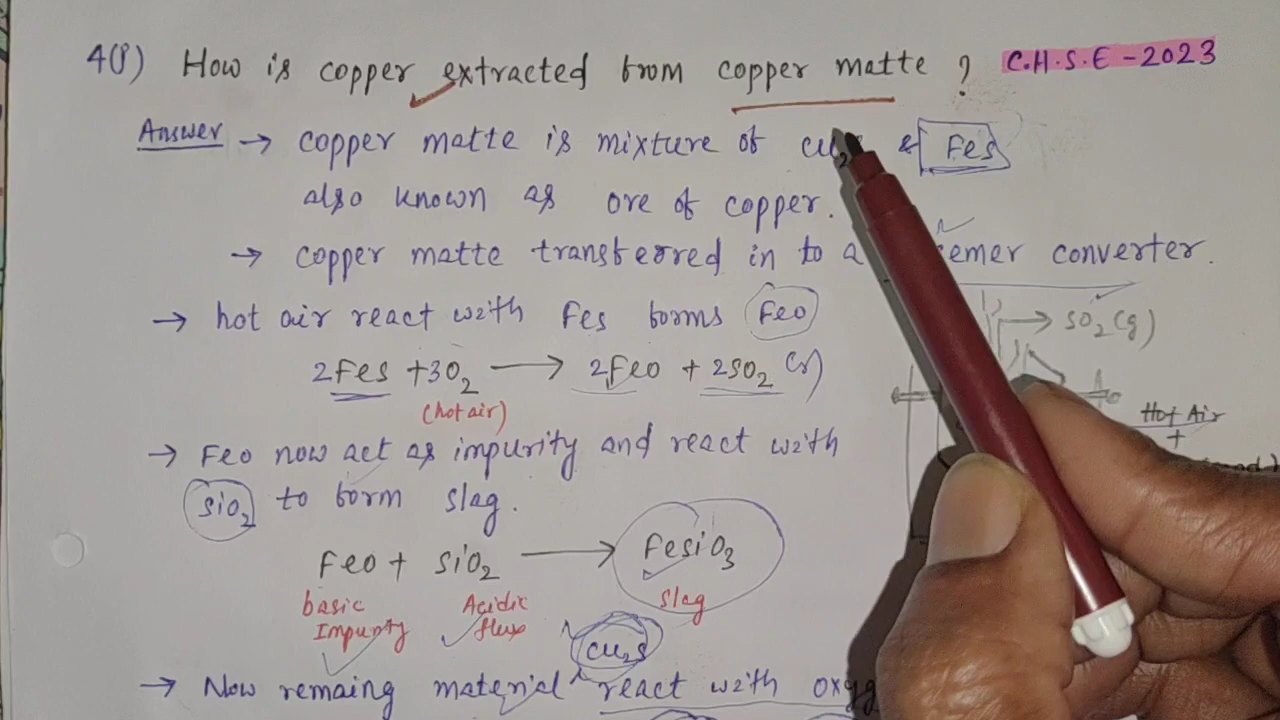 4(P) How is copper extracted from copper matte ? C.H.S.E - 2023
Answer → copper matte is mixture of & Fes
also known as ore of copper.
→ copper matte transferred in to a converter.
→ hot air react with Fes forms Feo
2Fes + 3O₂ → 2Feo + 2SO₂ (g)
(hot air)
→ Feo now act as impurity and react with
SiO₂ to form slag.
Feo + SiO₂ → FeSiO₃
basic Impurity
Acidic flux
slag
cu₂s
→ Now remaing material react with
→ SO₂(g)
Hot Air
+